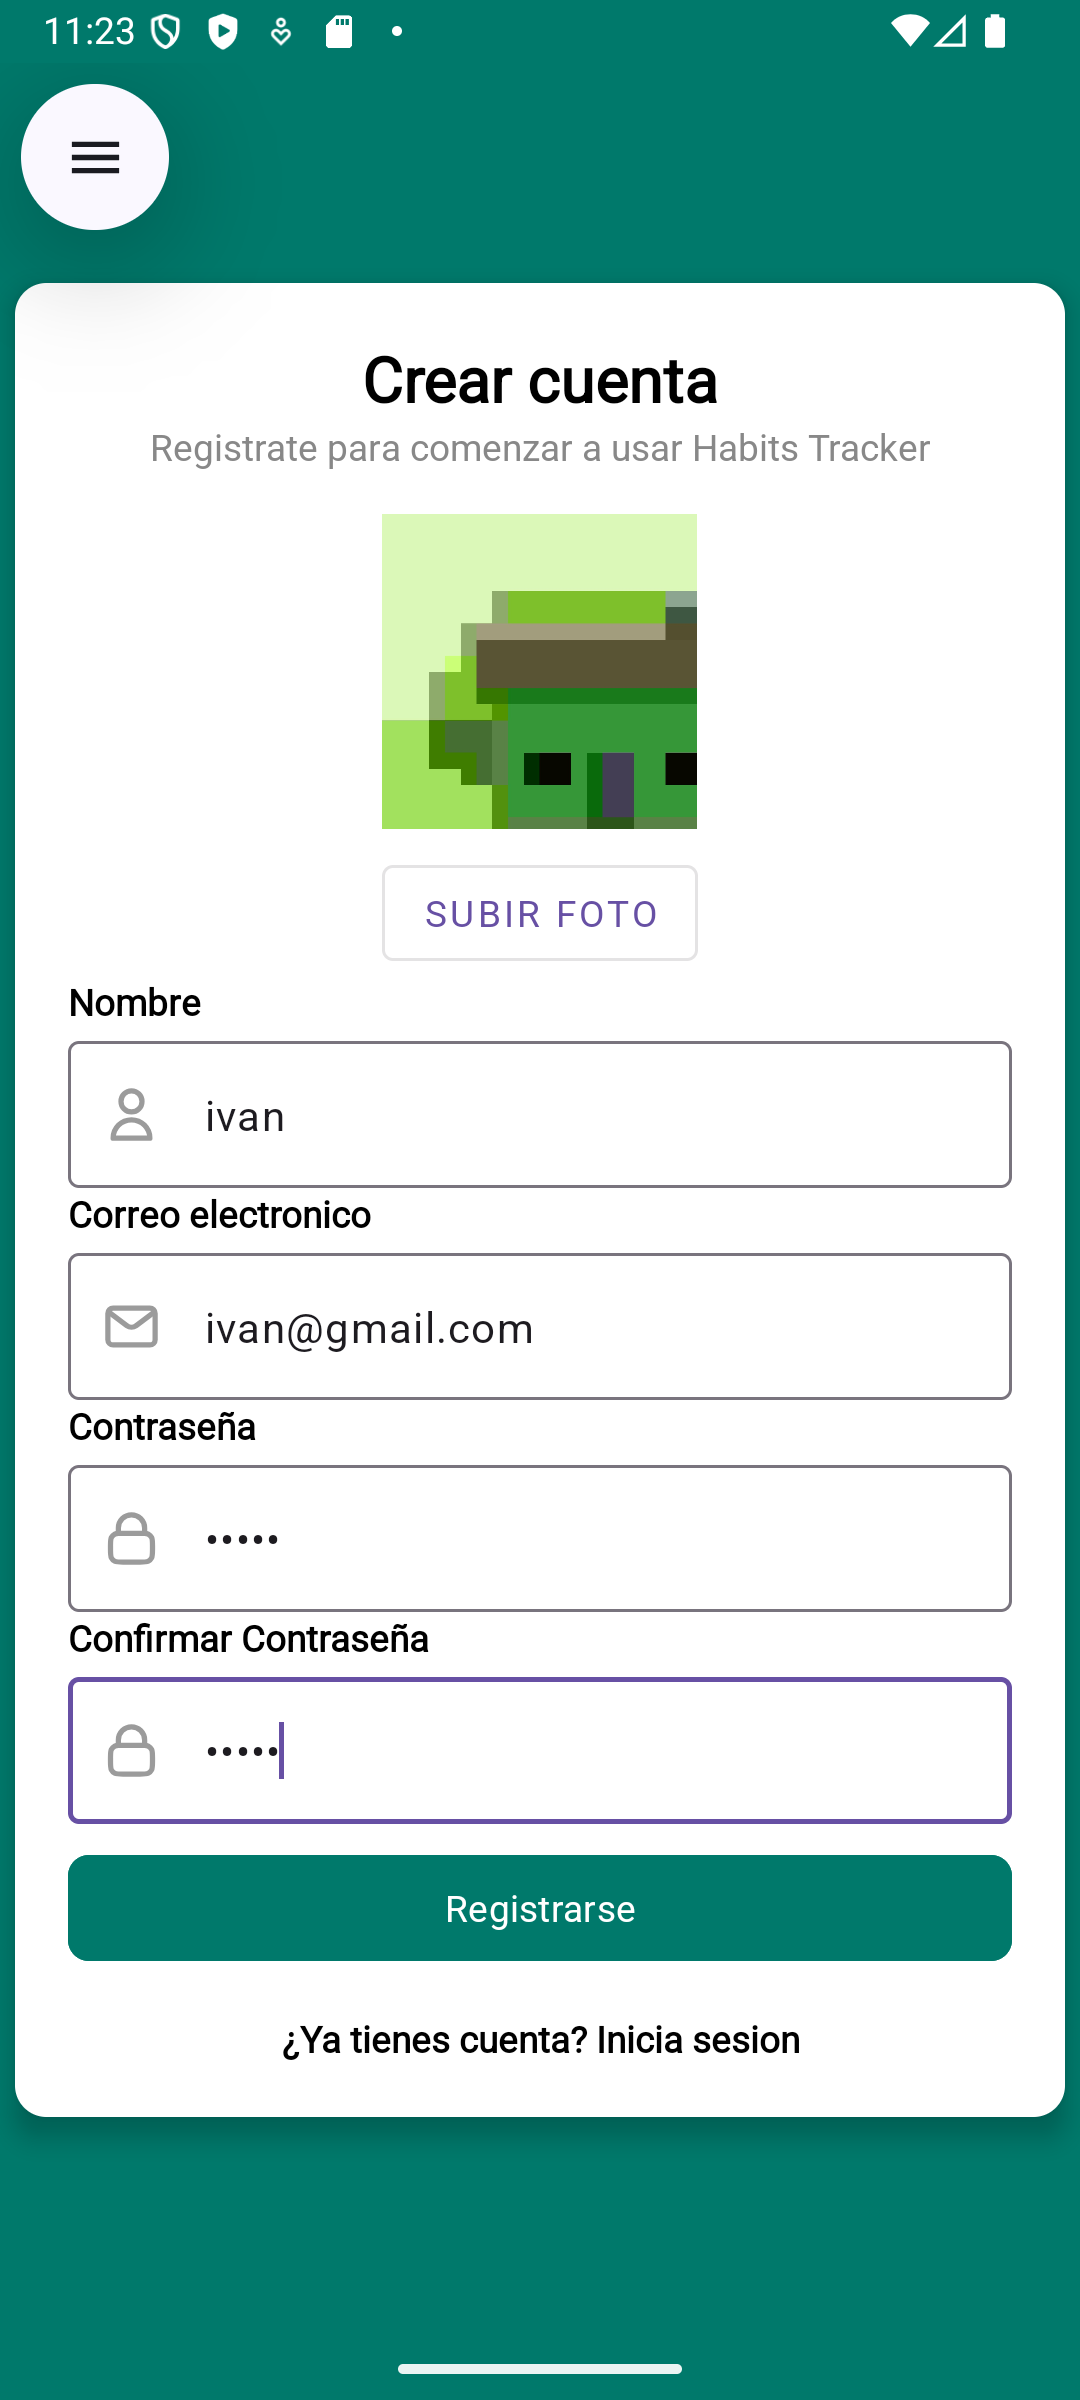 11:23
Crear cuenta
Registrate para comenzar a usar Habits Tracker
SUBIR FOTO
Nombre
ivan
Correo electronico
ivan@gmail.com
Contraseña
•••••
Confirmar Contraseña
•••••
Registrarse
¿Ya tienes cuenta? Inicia sesion